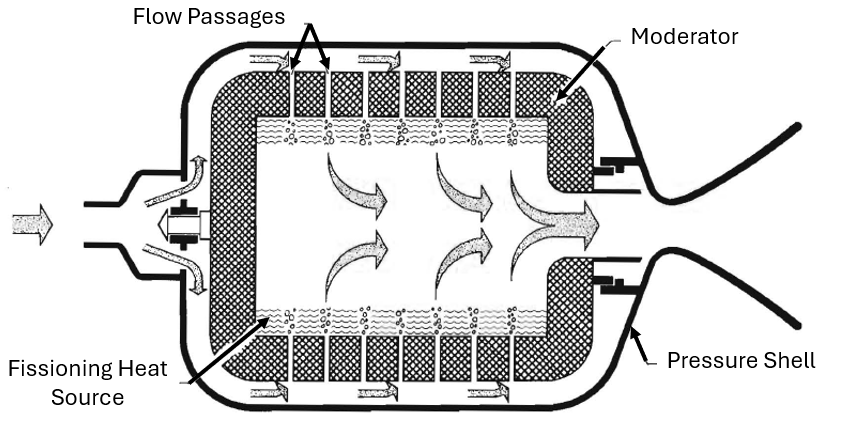 Flow Passages
Moderator
Fissioning Heat
Source
Pressure Shell